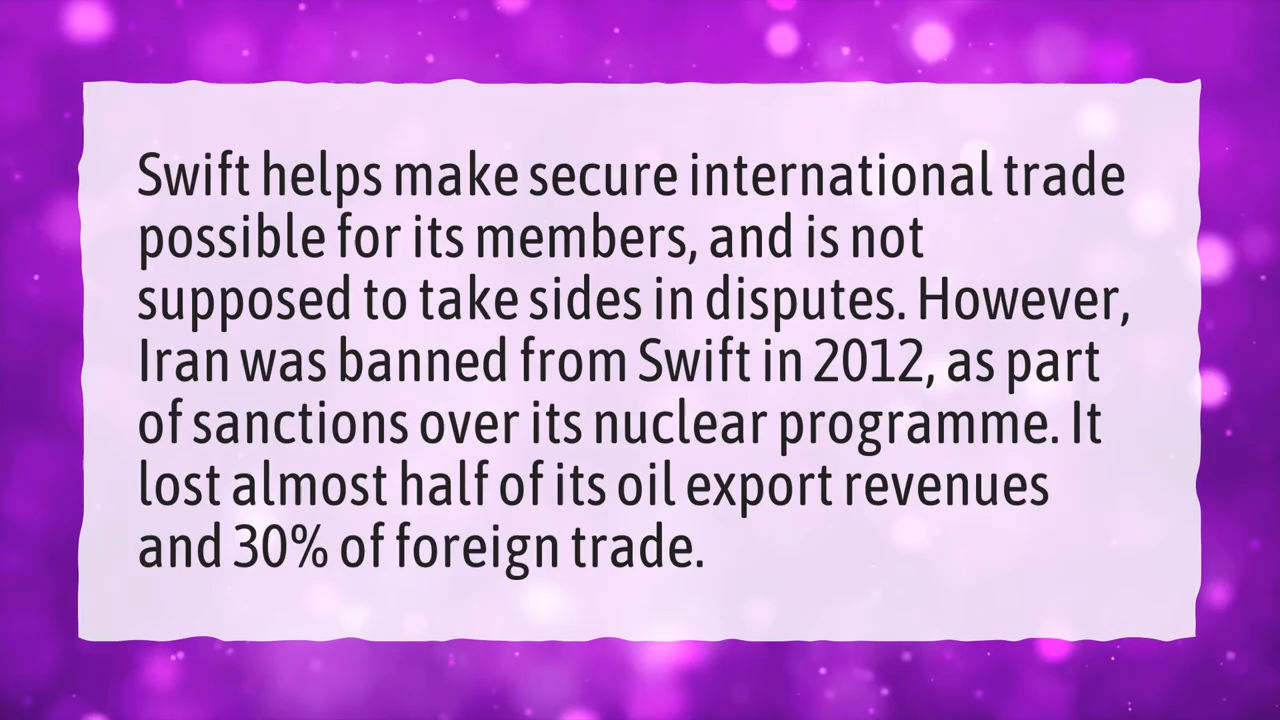 Swift helps make secure international trade
possible for its members, and is not
supposed to take sides in disputes. However,
Iran was banned from Swift in 2012, as part
of sanctions over its nuclear programme. It
lost almost half of its oil export revenues
and 30% of foreign trade.